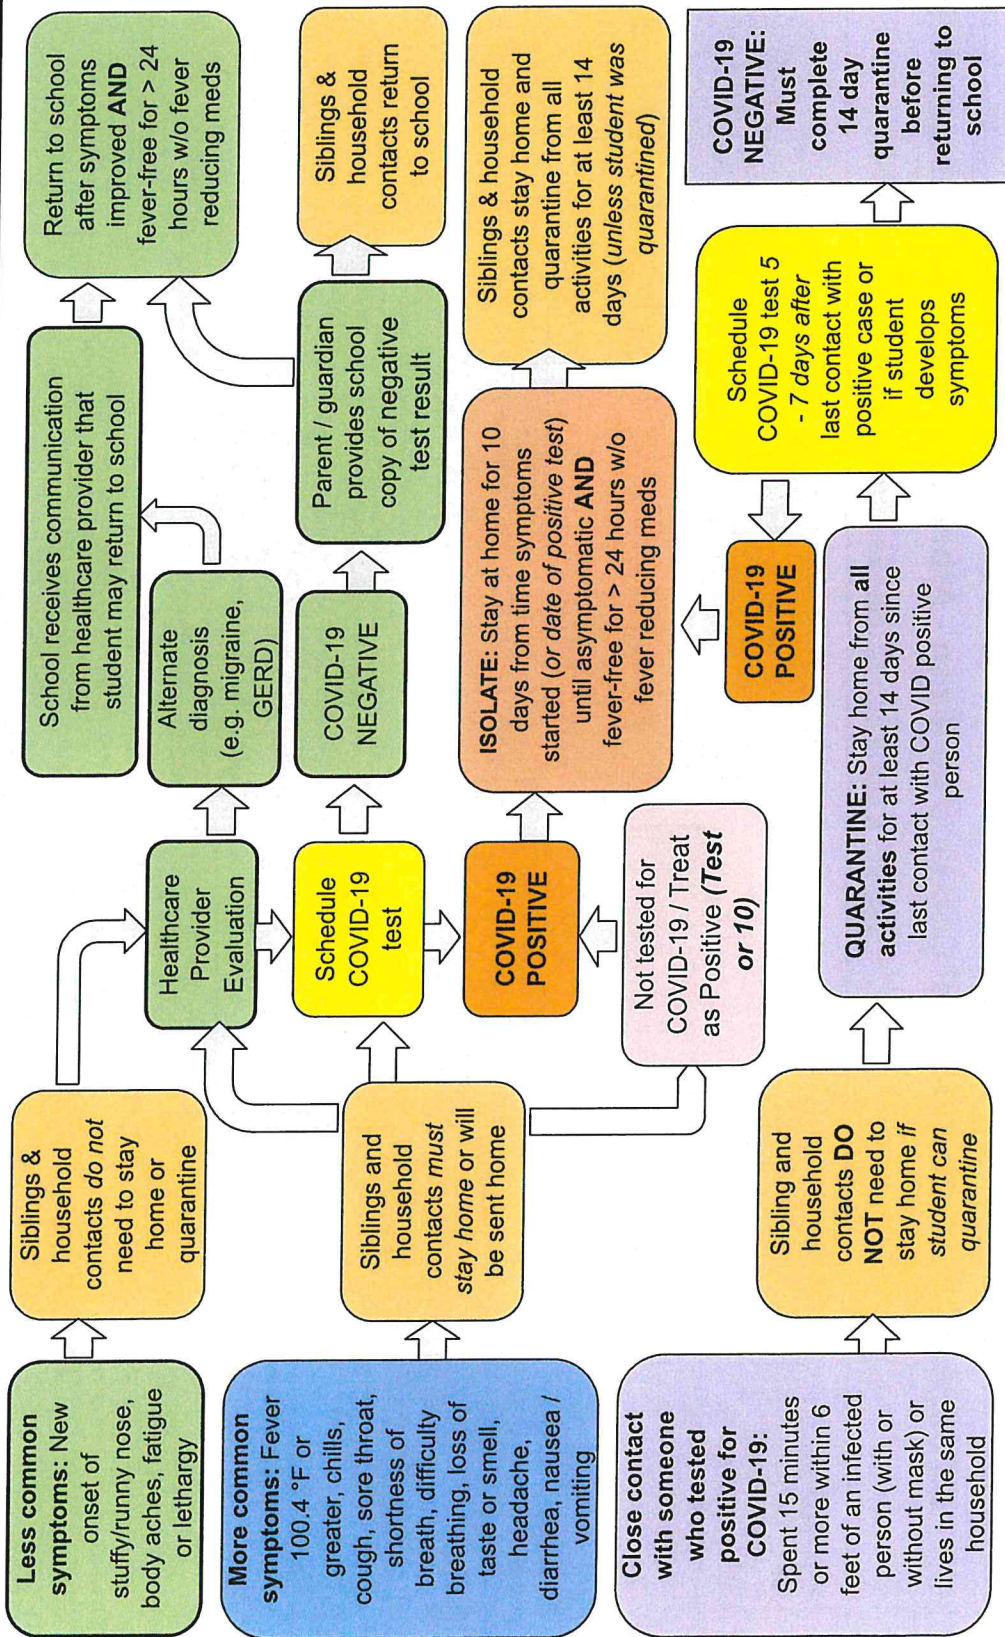 Less common
symptoms: New
onset of
stuffy/runny nose,
body aches, fatigue
or lethargy
Siblings &
household
contacts do not
need to stay
home or
quarantine
Healthcare
Provider
Evaluation
Alternate
diagnosis
(e.g. migraine,
GERD)
School receives communication
from healthcare provider that
student may return to school
Return to school
after symptoms
improved AND
fever-free for > 24
hours w/o fever
reducing meds
More common
symptoms: Fever
100.4 °F or
greater, chills,
cough, sore throat,
shortness of
breath, difficulty
breathing, loss of
taste or smell,
headache,
diarrhea, nausea /
vomiting
Siblings and
household
contacts must
stay home or will
be sent home
Schedule
COVID-19
test
COVID-19
NEGATIVE
Parent / guardian
provides school
copy of negative
test result
Siblings &
household
contacts return
to school
COVID-19
POSITIVE
Not tested for
COVID-19 / Treat
as Positive (Test
or 10)
ISOLATE: Stay at home for 10
days from time symptoms
started (or date of positive test)
until asymptomatic AND
fever-free for > 24 hours w/o
fever reducing meds
Siblings & household
contacts stay home and
quarantine from all
activities for at least 14
days (unless student was
quarantined)
Close contact
with someone
who tested
positive for
COVID-19:
Spent 15 minutes
or more within 6
feet of an infected
person (with or
without mask) or
lives in the same
household
Sibling and
household
contacts DO
NOT need to
stay home if
student can
quarantine
QUARANTINE: Stay home from all
activities for at least 14 days since
last contact with COVID positive
person
COVID-19
POSITIVE
Schedule
COVID-19 test 5
- 7 days after
last contact with
positive case or
if student
develops
symptoms
COVID-19
NEGATIVE:
Must
complete
14 day
quarantine
before
returning to
school